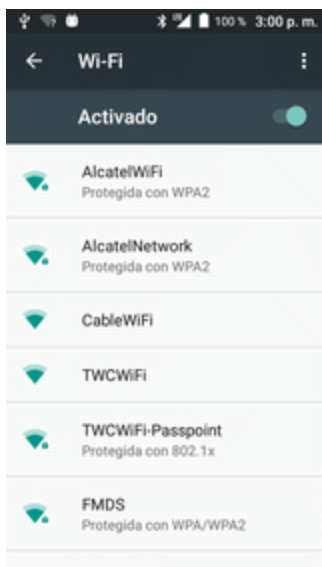 100 % 3:00 p. m.
Wi-Fi
Activado
AlcatelWiFi
Protegida con WPA2
AlcatelNetwork
Protegida con WPA2
CableWiFi
TWCWiFi
TWCWiFi-Passpoint
Protegida con 802.1x
FMDS
Protegida con WPA/WPA2